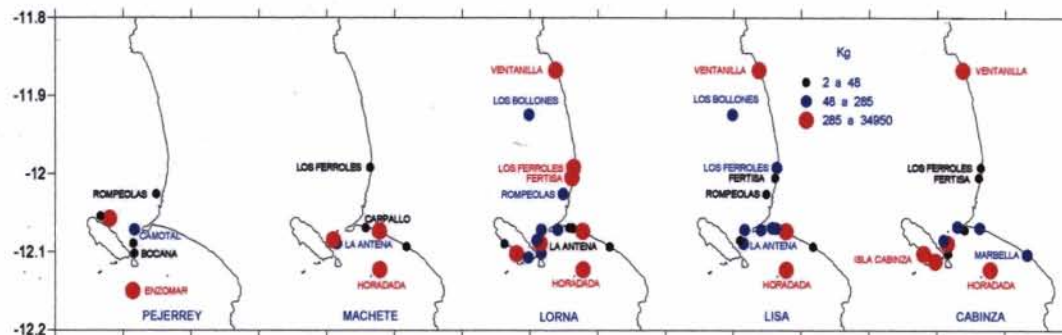 -11.8
-11.9
-12
-12.1
-12.2
ROMPEOLAS
CAMOTAL
BOCANA
ENZOMAR
PEJERREY
LOS FERROLES
CARPALLO
LA ANTENA
HORADADA
MACHETE
VENTANILLA
LOS BOLLONES
LOS FERROLES
FERTISA
ROMPEOLAS
LA ANTENA
HORADADA
LORNA
VENTANILLA
LOS BOLLONES
LOS FERROLES
FERTISA
ROMPEOLAS
LA ANTENA
HORADADA
LISA
Kg
2 a 48
48 a 285
285 a 34950
VENTANILLA
LOS FERROLES
FERTISA
ISLA CABINZA
MARBELLA
HORADADA
CABINZA